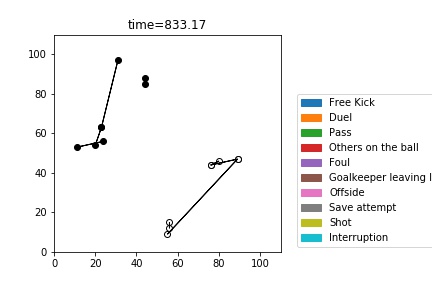 time=833.17
100
80
60
40
20
0
0 20 40 60 80 100
Free Kick
Duel
Pass
Others on the ball
Foul
Goalkeeper leaving l
Offside
Save attempt
Shot
Interruption